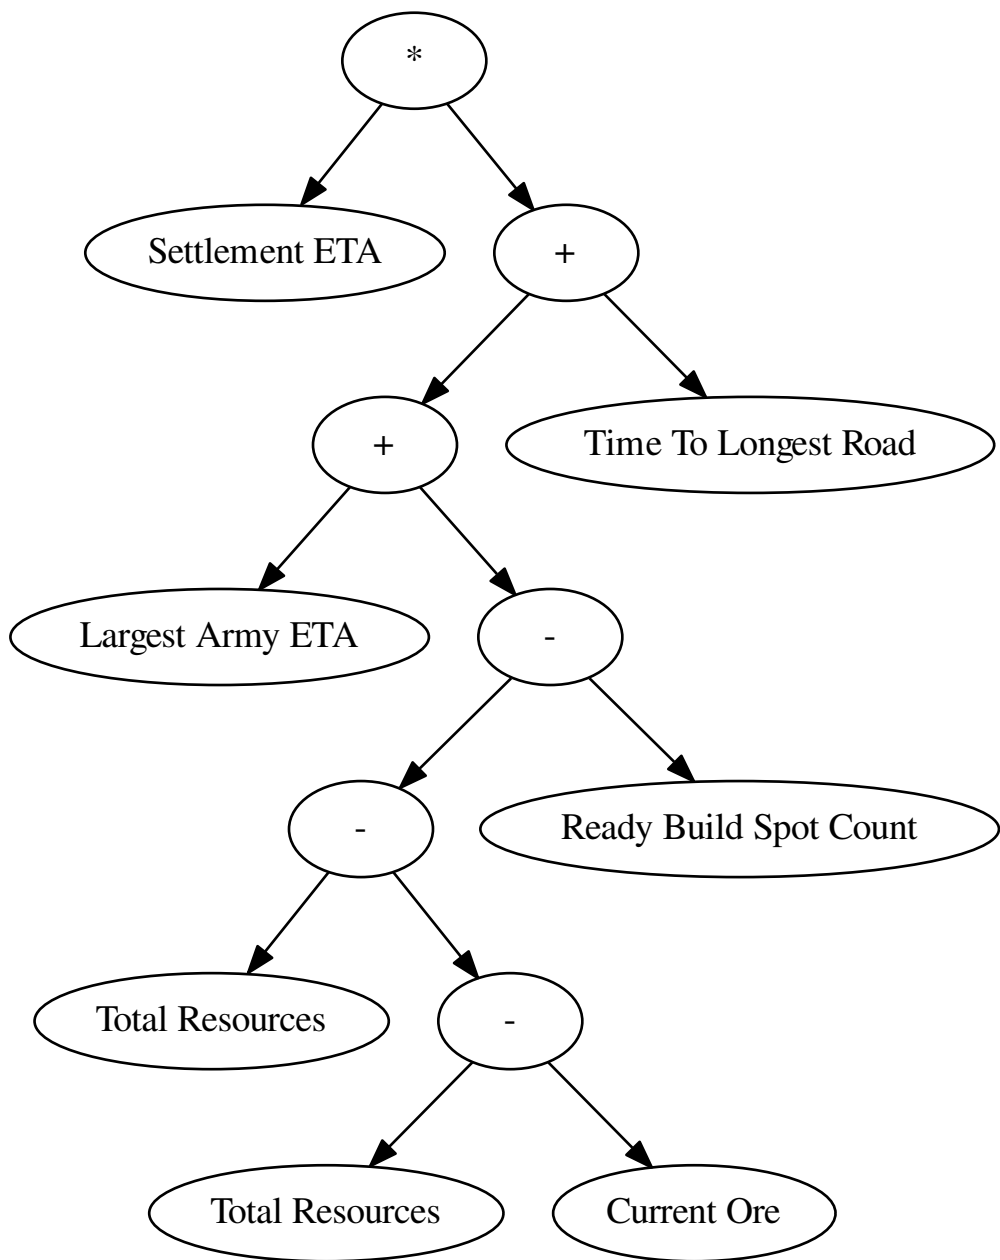 *
Settlement ETA
+
+
Time To Longest Road
Largest Army ETA
-
-
Ready Build Spot Count
Total Resources
-
Total Resources
Current Ore